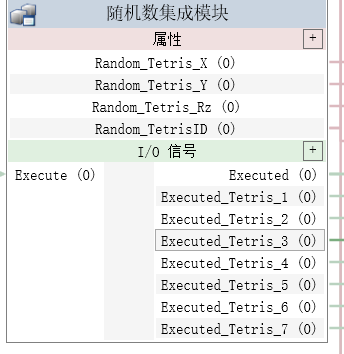 随机数集成模块
属性 +
Random_Tetris_X (0)
Random_Tetris_Y (0)
Random_Tetris_Rz (0)
Random_TetrisID (0)
I/O 信号 +
Execute (0) Executed (0)
Executed_Tetris_1 (0)
Executed_Tetris_2 (0)
Executed_Tetris_3 (0)
Executed_Tetris_4 (0)
Executed_Tetris_5 (0)
Executed_Tetris_6 (0)
Executed_Tetris_7 (0)